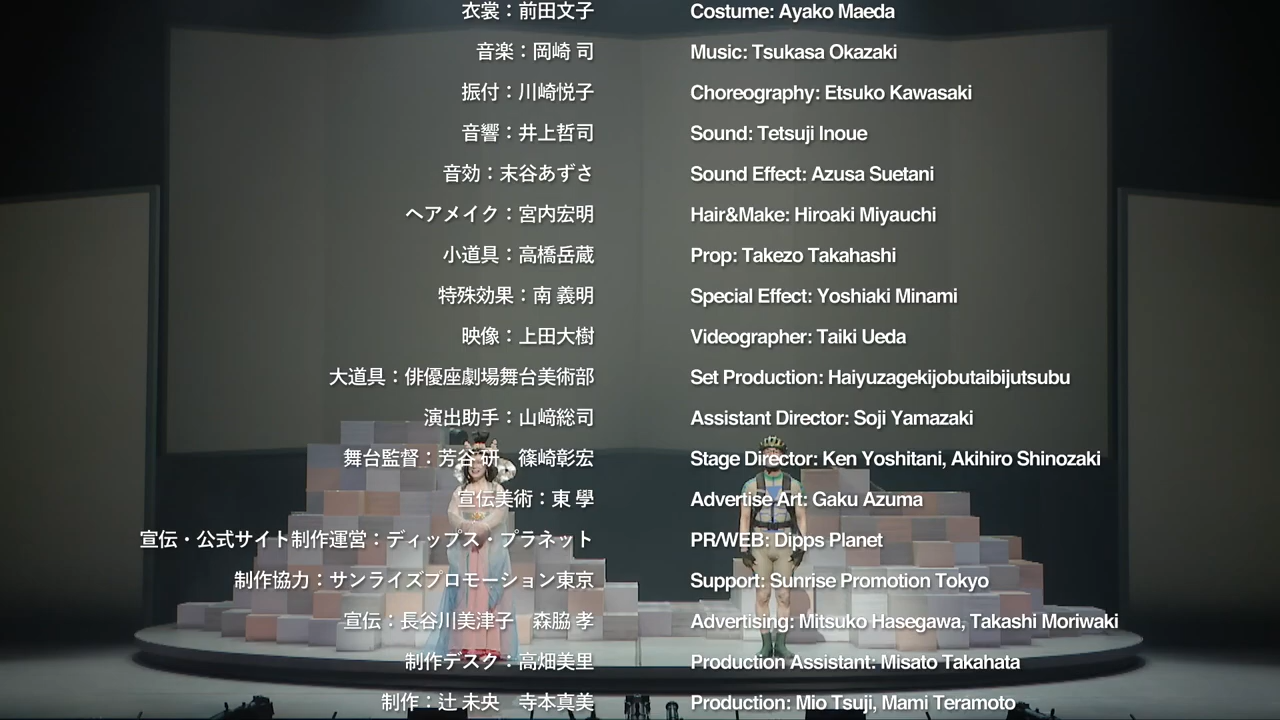 衣裳：前田文子 Costume: Ayako Maeda
音楽：岡崎 司 Music: Tsukasa Okazaki
振付：川崎悦子 Choreography: Etsuko Kawasaki
音響：井上哲司 Sound: Tetsuji Inoue
音効：末谷あずさ Sound Effect: Azusa Suetani
ヘアメイク：宮内宏明 Hair&Make: Hiroaki Miyauchi
小道具：高橋岳蔵 Prop: Takezo Takahashi
特殊効果：南 義明 Special Effect: Yoshiaki Minami
映像：上田大樹 Videographer: Taiki Ueda
大道具：俳優座劇場舞台美術部 Set Production: Haiyuzagekijobutaibijutsubu
演出助手：山﨑総司 Assistant Director: Soji Yamazaki
舞台監督：芳谷 研　篠崎彰宏 Stage Director: Ken Yoshitani, Akihiro Shinozaki
宣伝美術：東 學 Advertise Art: Gaku Azuma
宣伝・公式サイト制作運営：ディップス・プラネット PR/WEB: Dipps Planet
制作協力：サンライズプロモーション東京 Support: Sunrise Promotion Tokyo
宣伝：長谷川美津子　森脇 孝 Advertising: Mitsuko Hasegawa, Takashi Moriwaki
制作デスク：高畑美里 Production Assistant: Misato Takahata
制作：辻 未央　寺本真美 Production: Mio Tsuji, Mami Teramoto